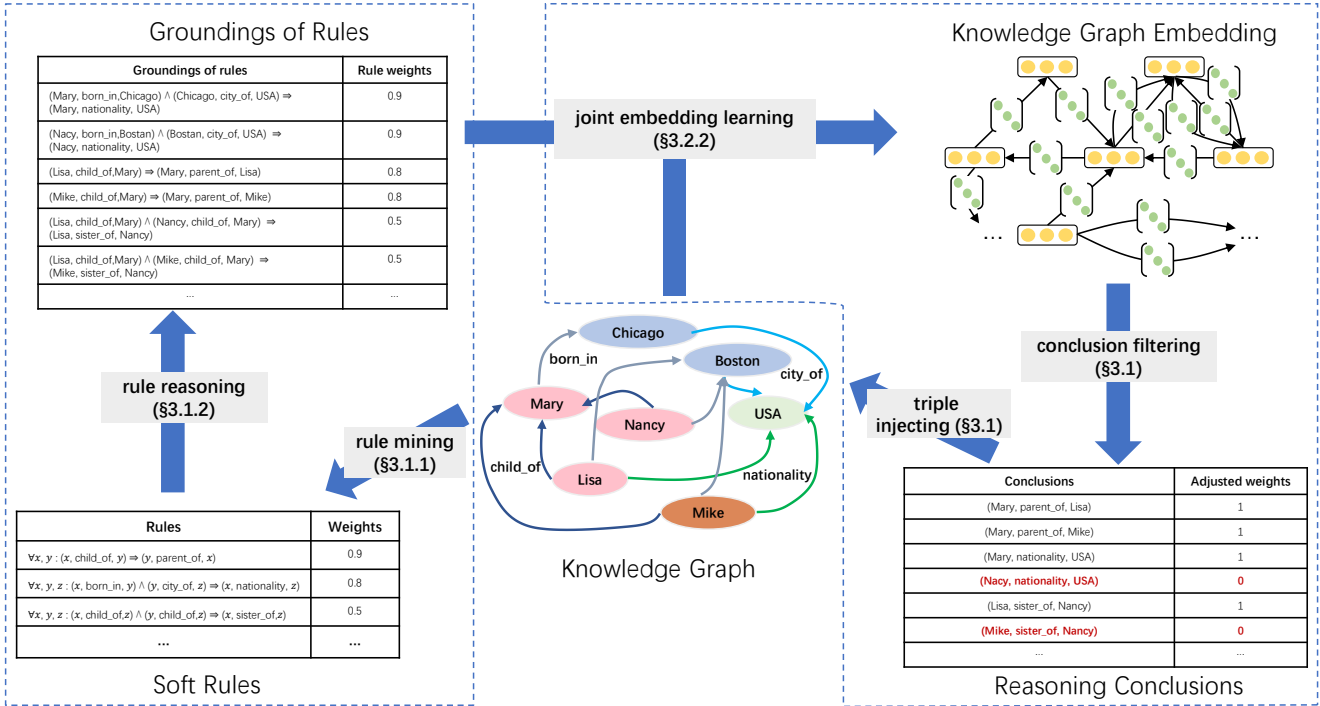 Groundings of Rules
Groundings of rules
Rule weights
(Mary, born_in,Chicago) ^ (Chicago, city_of, USA) ⇒
(Mary, nationality, USA)
0.9
(Nacy, born_in,Bostan) ^ (Bostan, city_of, USA) ⇒
(Nacy, nationality, USA)
0.9
(Lisa, child_of,Mary) ⇒ (Mary, parent_of, Lisa)
0.8
(Mike, child_of,Mary) ⇒ (Mary, parent_of, Mike)
0.8
(Lisa, child_of,Mary) ^ (Nancy, child_of, Mary) ⇒
(Lisa, sister_of, Nancy)
0.5
(Lisa, child_of,Mary) ^ (Mike, child_of, Mary) ⇒
(Mike, sister_of, Nancy)
0.5
...
...
rule reasoning
(§3.1.2)
rule mining
(§3.1.1)
Rules
Weights
∀x, y : (x, child_of, y) ⇒ (y, parent_of, x)
0.9
∀x, y, z : (x, born_in, y) ^ (y, city_of, z) ⇒ (x, nationality, z)
0.8
∀x, y, z : (x, child_of,z) ^ (y, child_of,z) ⇒ (x, sister_of,z)
0.5
...
...
Soft Rules
joint embedding learning
(§3.2.2)
Chicago
born_in
Boston
city_of
Mary
Nancy
USA
child_of
Lisa
nationality
Mike
Knowledge Graph
Knowledge Graph Embedding
...
...
conclusion filtering
(§3.1)
triple
injecting (§3.1)
Conclusions
Adjusted weights
(Mary, parent_of, Lisa)
1
(Mary, parent_of, Mike)
1
(Mary, nationality, USA)
1
(Nacy, nationality, USA)
0
(Lisa, sister_of, Nancy)
1
(Mike, sister_of, Nancy)
0
...
...
Reasoning Conclusions